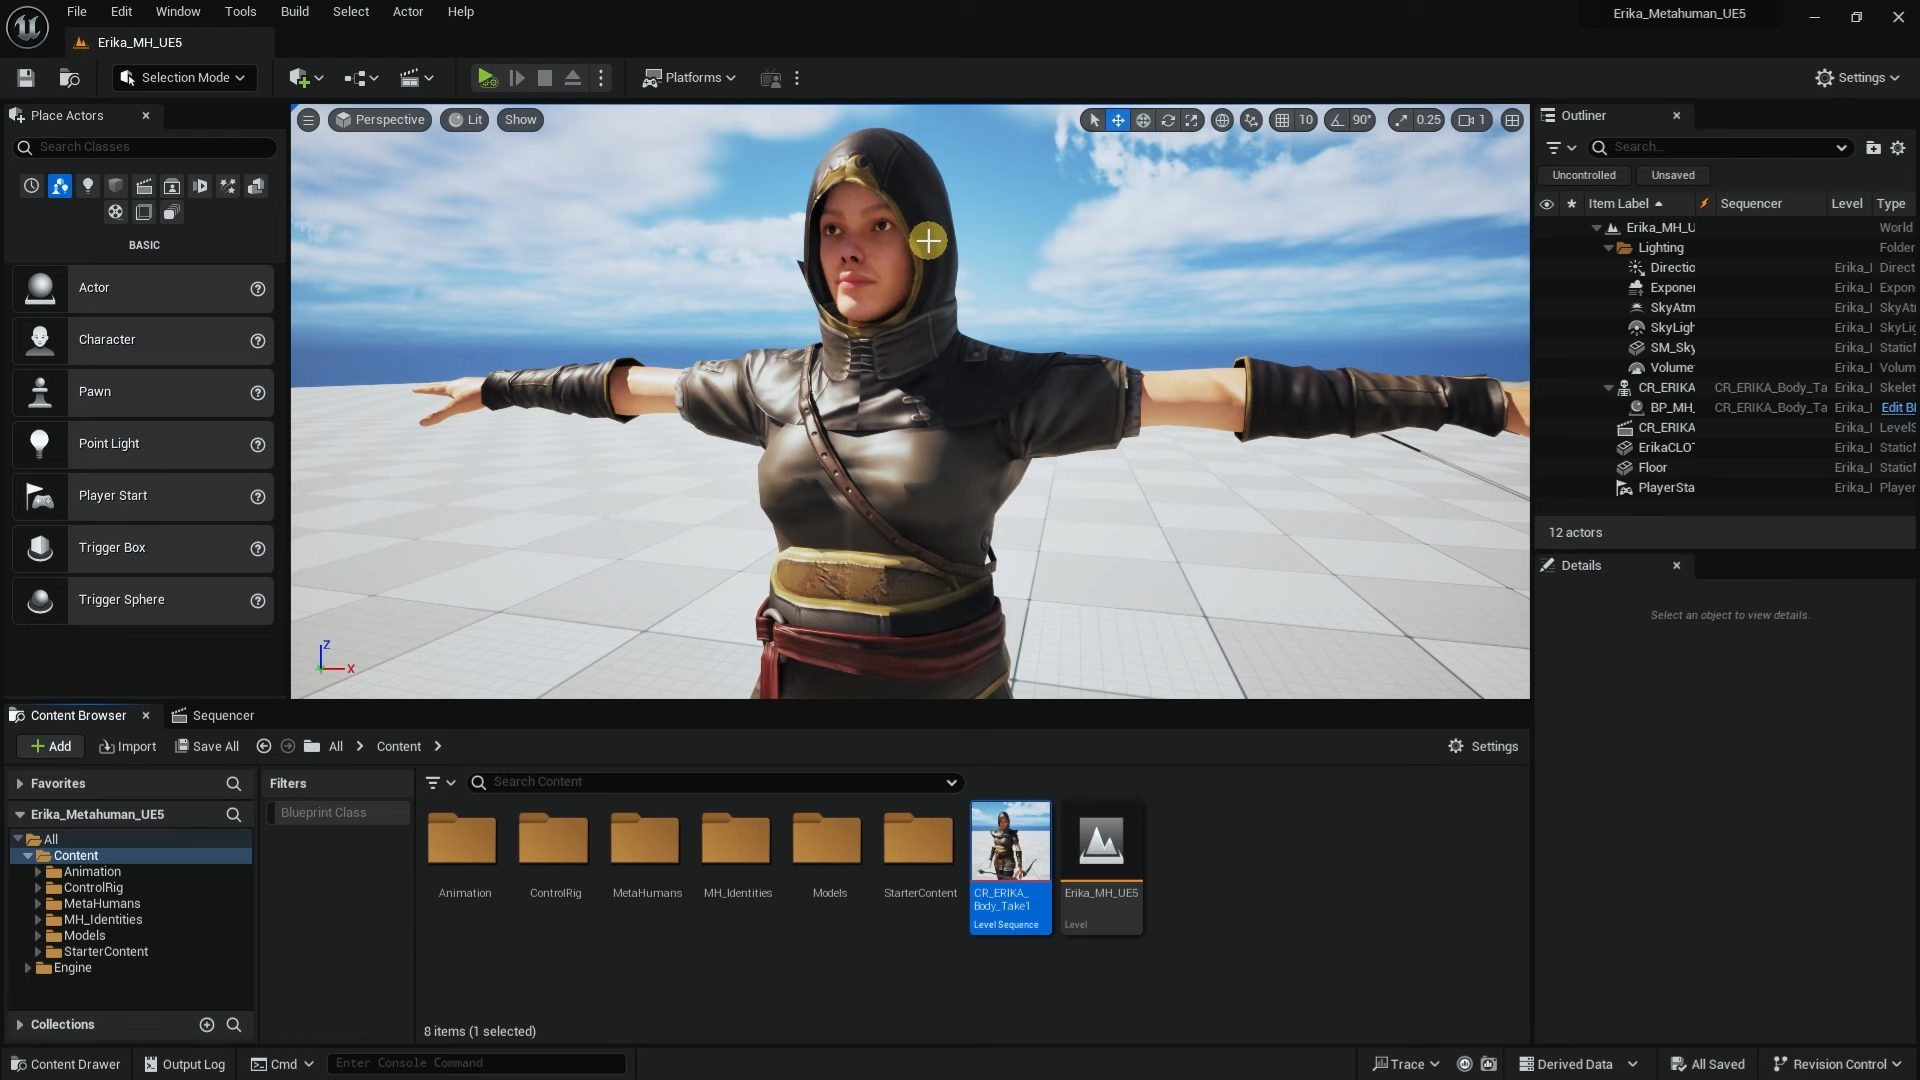 File Edit Window Tools Build Select Actor Help
Erika_Metahuman_UE5
Erika_MH_UE5
Selection Mode
Platforms
Settings
Place Actors
Search Classes
BASIC
Actor
Character
Pawn
Point Light
Player Start
Trigger Box
Trigger Sphere
Perspective
Lit
Show
10
90°
0.25
1
Z
X
Outliner
Search...
Uncontrolled
Unsaved
Item Label
Sequencer
Level
Type
Erika_MH_U World
Lighting Folder
Directio Erika_I Direct
Exponer Erika_I Expon
SkyAtm Erika_I SkyAt
SkyLigh Erika_I SkyLig
SM_Sky Erika_I StaticM
Volume Erika_I Volum
CR_ERIKA CR_ERIKA_Body_Ta Erika_I Skelet
BP_MH_ CR_ERIKA_Body_Ta Erika_I Edit Bl
CR_ERIKA Erika_I LevelS
ErikaCLOT Erika_I StaticM
Floor Erika_I StaticM
PlayerSta Erika_I Player
12 actors
Details
Select an object to view details.
Content Browser
Sequencer
Add
Import
Save All
All
Content
Settings
Favorites
Erika_Metahuman_UE5
All
Content
Animation
ControlRig
MetaHumans
MH_Identities
Models
StarterContent
Engine
Collections
Filters
Blueprint Class
Search Content
Animation
ControlRig
MetaHumans
MH_Identities
Models
StarterContent
CR_ERIKA_
Body_Take1
Level Sequence
Erika_MH_UE5
Level
8 items (1 selected)
Content Drawer
Output Log
Cmd
Enter Console Command
Trace
Derived Data
All Saved
Revision Control